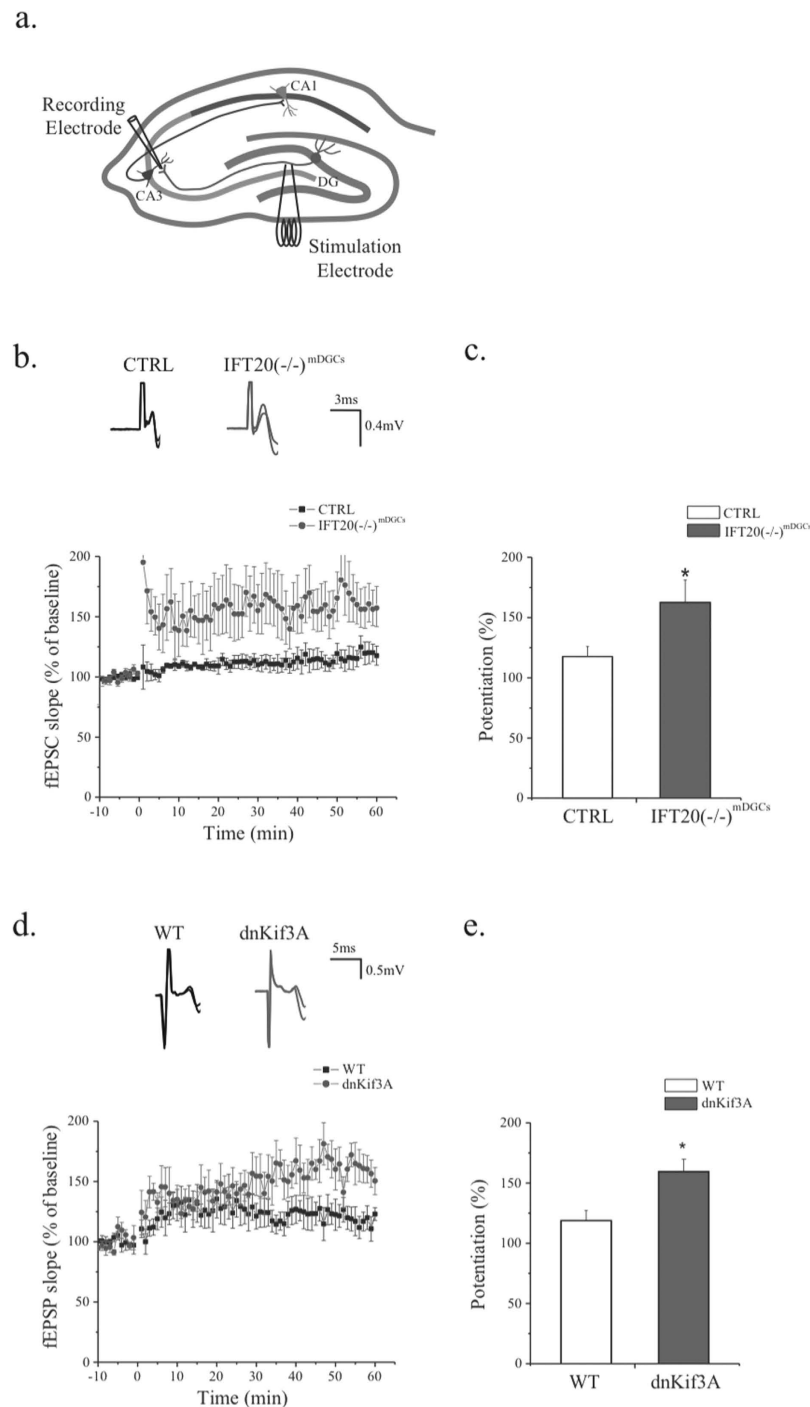 a.
CA1
Recording
Electrode
CA3
DG
Stimulation
Electrode
b.
CTRL IFT20(-/-)mDGCs
3ms
0.4mV
CTRL
IFT20(-/-)mDGCs
200
150
100
50
0
fEPSC slope (% of baseline)
-10 0 10 20 30 40 50 60
Time (min)
c.
CTRL
IFT20(-/-)mDGCs
200
150
100
50
0
Potentiation (%)
*
CTRL IFT20(-/-)mDGCs
d.
WT dnKif3A
5ms
0.5mV
WT
dnKif3A
200
150
100
50
0
fEPSP slope (% of baseline)
-10 0 10 20 30 40 50 60
Time (min)
e.
WT
dnKif3A
200
150
100
50
0
Potentiation (%)
*
WT dnKif3A